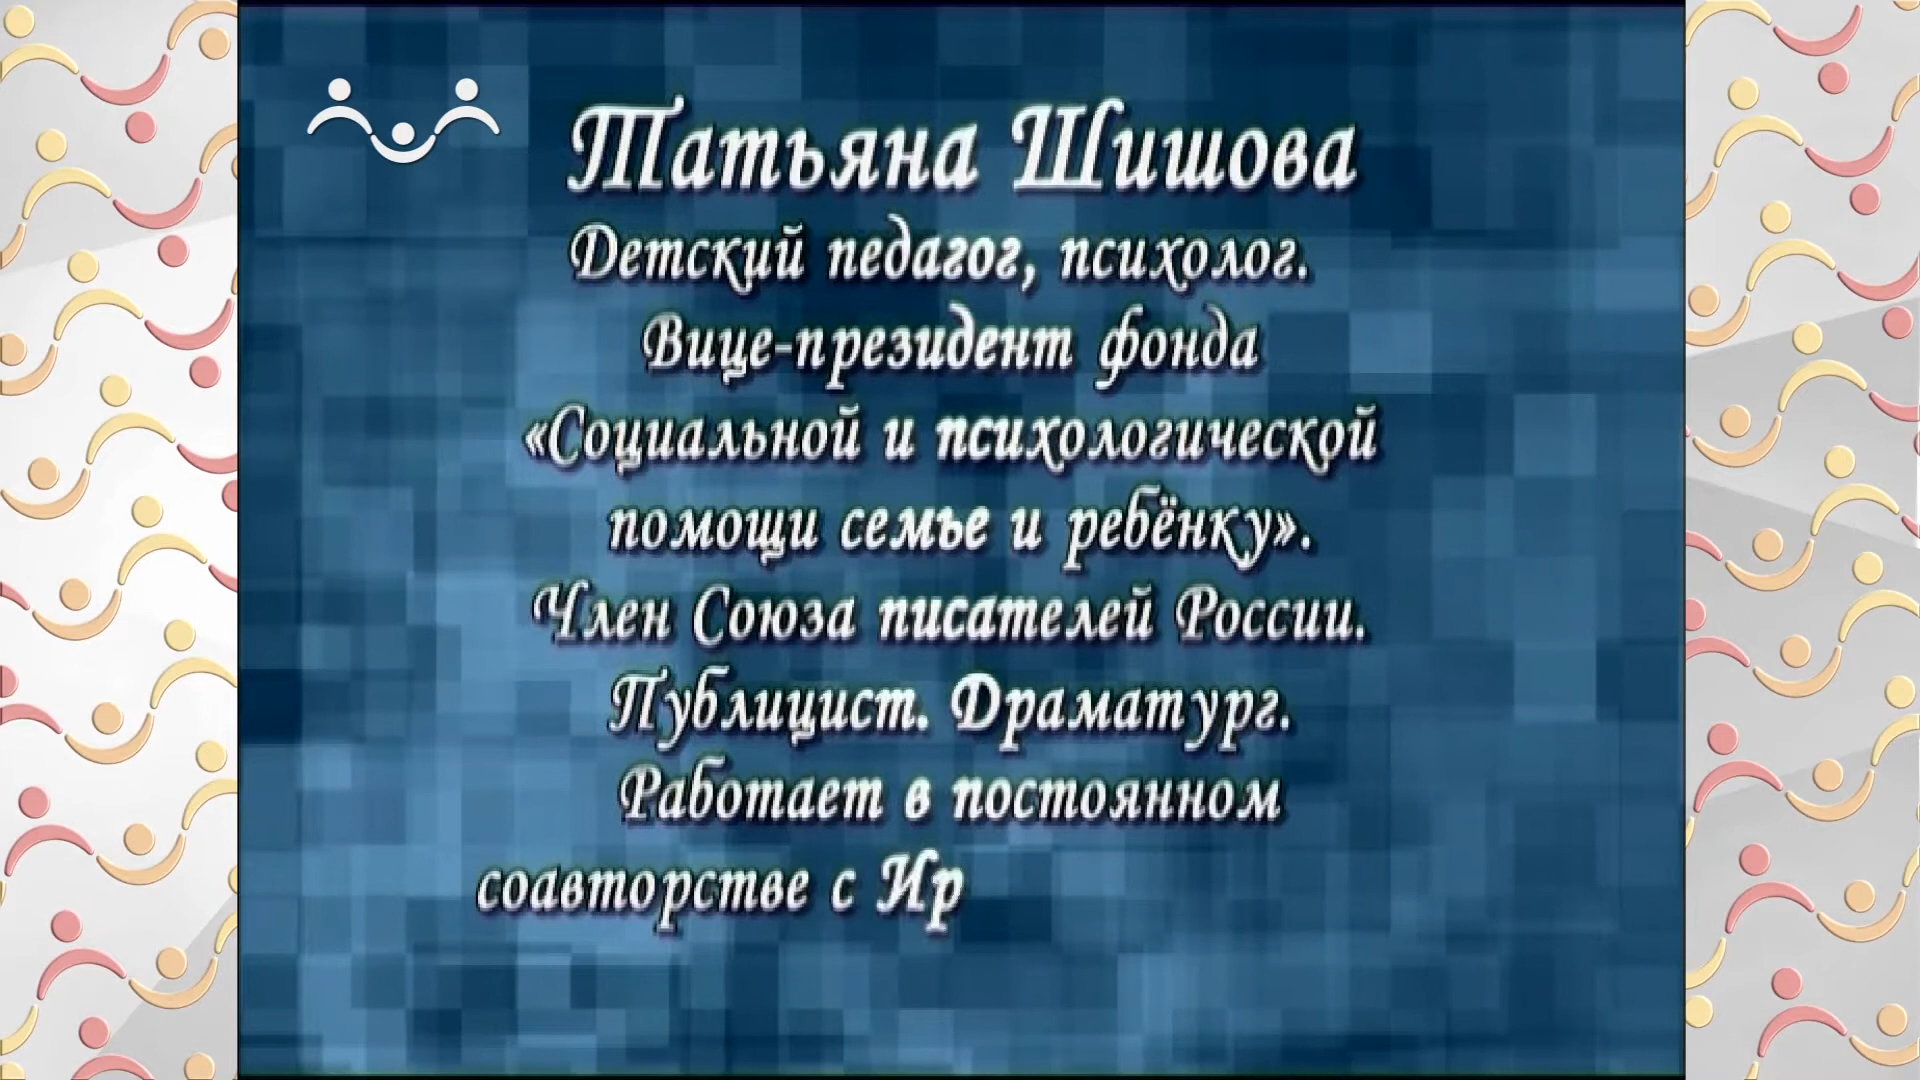 Татьяна Шишова
Детский педагог, психолог.
Вице-президент фонда
«Социальной и психологической
помощи семье и ребёнку».
Член Союза писателей России.
Публицист. Драматург.
Работает в постоянном
соавторстве с Ир